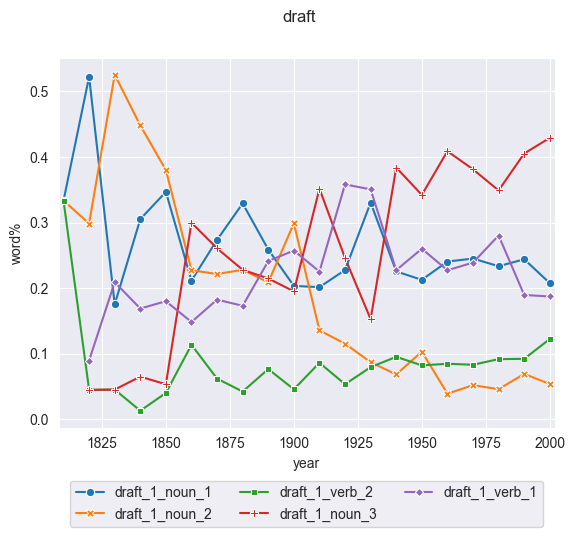 draft
0.5
0.4
0.3
0.2
0.1
0.0
word%
1825 1850 1875 1900 1925 1950 1975 2000
year
draft_1_noun_1 draft_1_verb_2 draft_1_verb_1
draft_1_noun_2 draft_1_noun_3